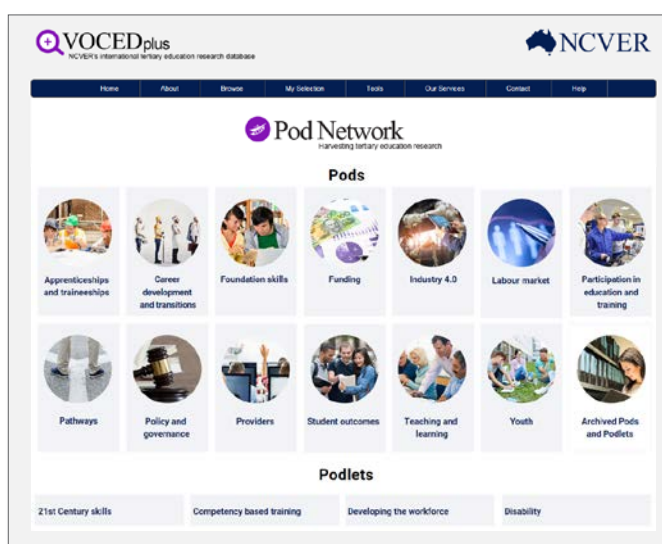 VOCEDplus
NCVER's international tertiary education research database
NCVER
Home About Browse My Selection Tools Our Services Contact Help
Pod Network
Harvesting tertiary education research
Pods
Apprenticeships
and traineeships
Career
development
and transitions
Foundation skills
Funding
Industry 4.0
Labour market
Participation in
education and
training
Pathways
Policy and
governance
Providers
Student outcomes
Teaching and
learning
Youth
Archived Pods
and Podlets
Podlets
21st Century skills
Competency based training
Developing the workforce
Disability